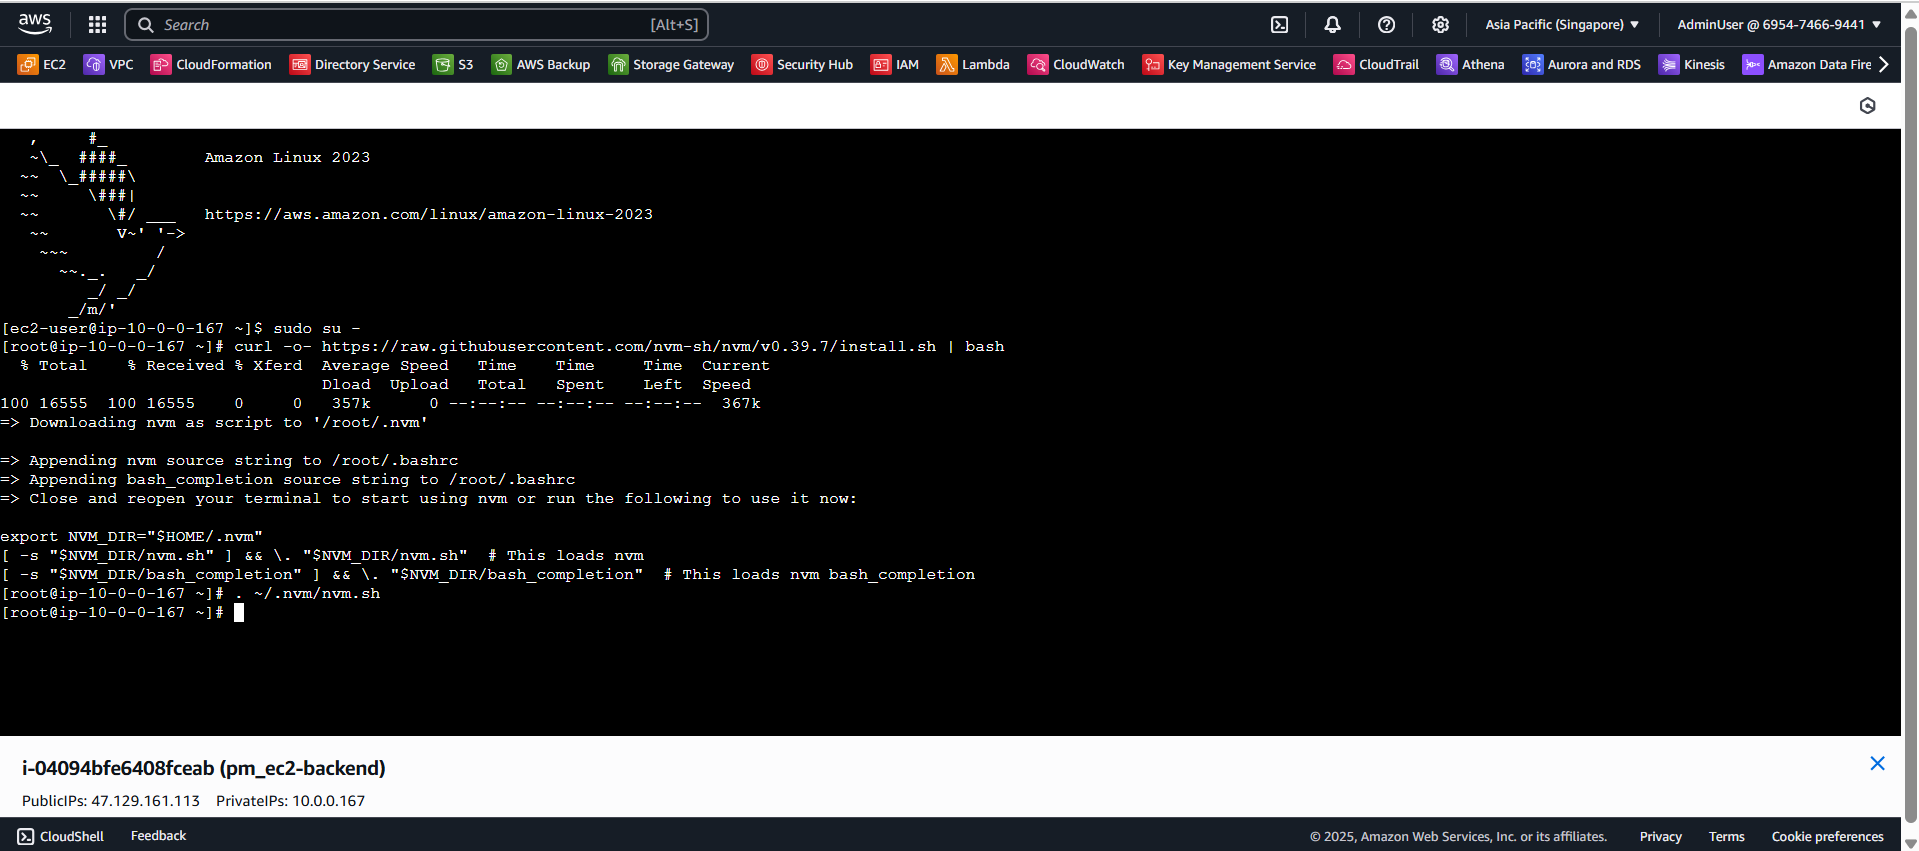 aws
Search [Alt+S]
Asia Pacific (Singapore)
AdminUser @ 6954-7466-9441
EC2 VPC CloudFormation Directory Service S3 AWS Backup Storage Gateway Security Hub IAM Lambda CloudWatch Key Management Service CloudTrail Athena Aurora and RDS Kinesis Amazon Data Fire
   ,     #_
   ~\_  ####_        Amazon Linux 2023
  ~~  \_#####\
  ~~     \###|
  ~~       \#/ ___   https://aws.amazon.com/linux/amazon-linux-2023
   ~~       V~' '->
    ~~~         /
      ~~._.   _/
         _/ _/
       _/m/'
[ec2-user@ip-10-0-0-167 ~]$ sudo su -
[root@ip-10-0-0-167 ~]# curl -o- https://raw.githubusercontent.com/nvm-sh/nvm/v0.39.7/install.sh | bash
  % Total    % Received % Xferd  Average Speed   Time    Time     Time  Current
                                 Dload  Upload   Total   Spent    Left  Speed
100 16555  100 16555    0     0   357k      0 --:--:-- --:--:-- --:--:--  367k
=> Downloading nvm as script to '/root/.nvm'
=> Appending nvm source string to /root/.bashrc
=> Appending bash_completion source string to /root/.bashrc
=> Close and reopen your terminal to start using nvm or run the following to use it now:
export NVM_DIR="$HOME/.nvm"
[ -s "$NVM_DIR/nvm.sh" ] && \. "$NVM_DIR/nvm.sh"  # This loads nvm
[ -s "$NVM_DIR/bash_completion" ] && \. "$NVM_DIR/bash_completion"  # This loads nvm bash_completion
[root@ip-10-0-0-167 ~]# . ~/.nvm/nvm.sh
[root@ip-10-0-0-167 ~]#
i-04094bfe6408fceab (pm_ec2-backend)
PublicIPs: 47.129.161.113 PrivateIPs: 10.0.0.167
CloudShell Feedback © 2025, Amazon Web Services, Inc. or its affiliates. Privacy Terms Cookie preferences